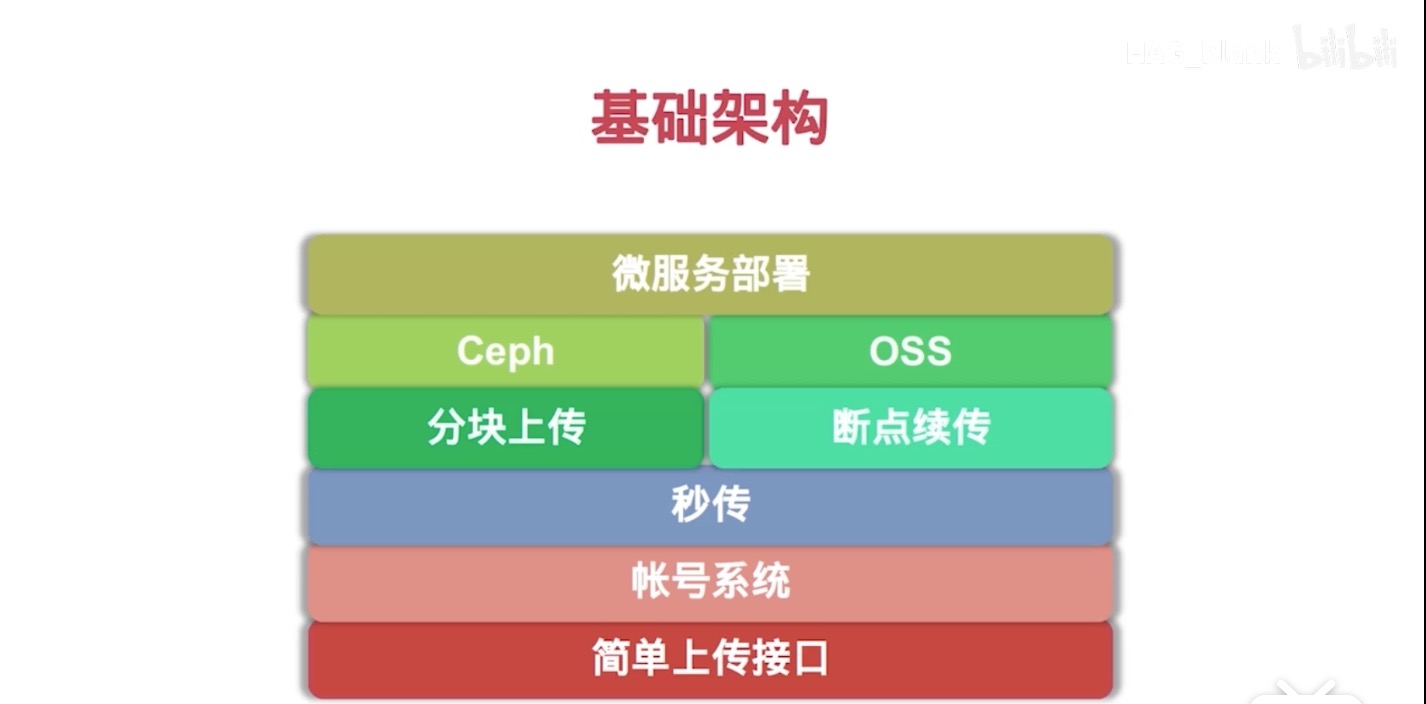 bilibili
基础架构
微服务部署
Ceph OSS
分块上传 断点续传
秒传
帐号系统
简单上传接口